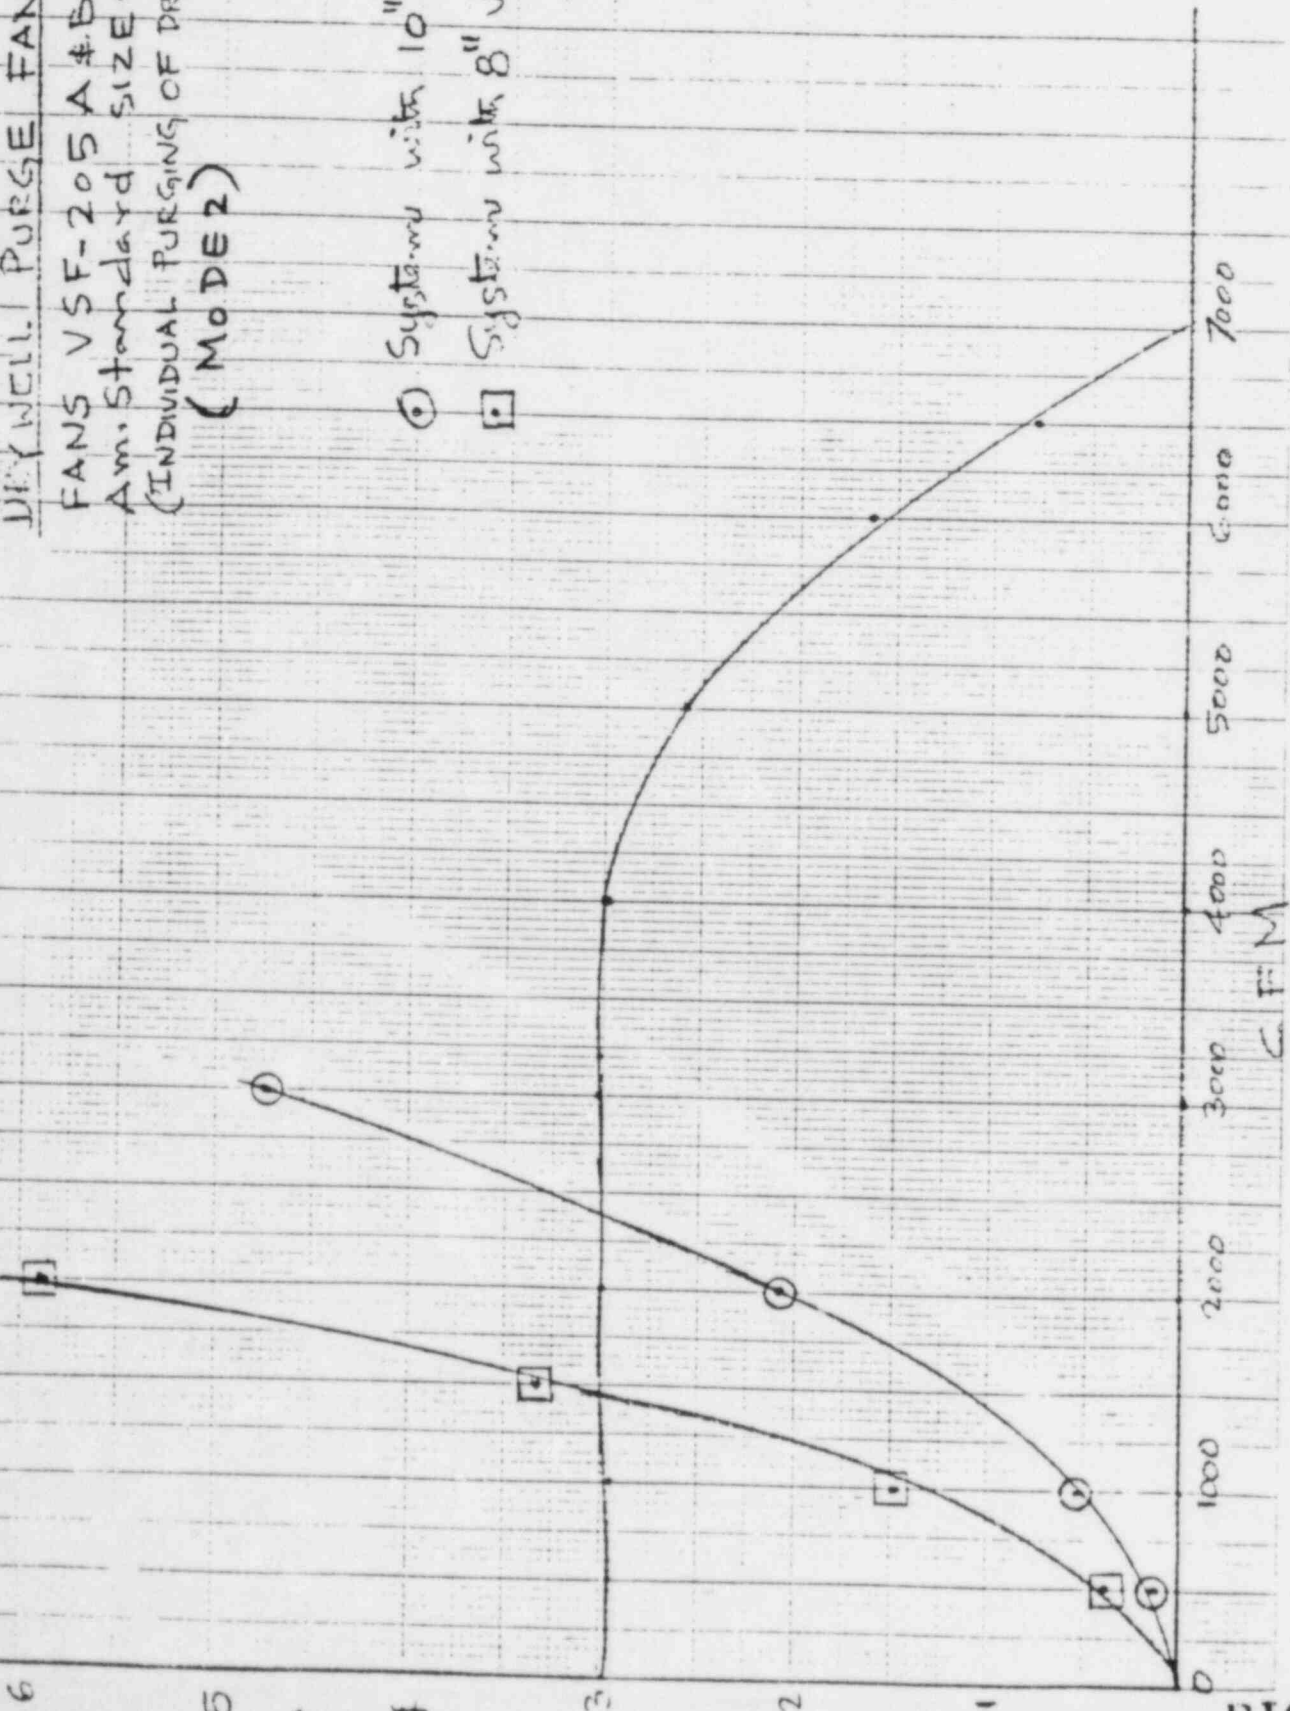 DRYWELL PURGE FAN
FANS VSF-205 A & B
Am. Standard SIZE
(INDIVIDUAL PURGING OF DR
(MODE 2)
System with 10"
System with 8" v
6
5
4
3
2
1
0
1000
2000
3000
4000
5000
6000
7000
CFM